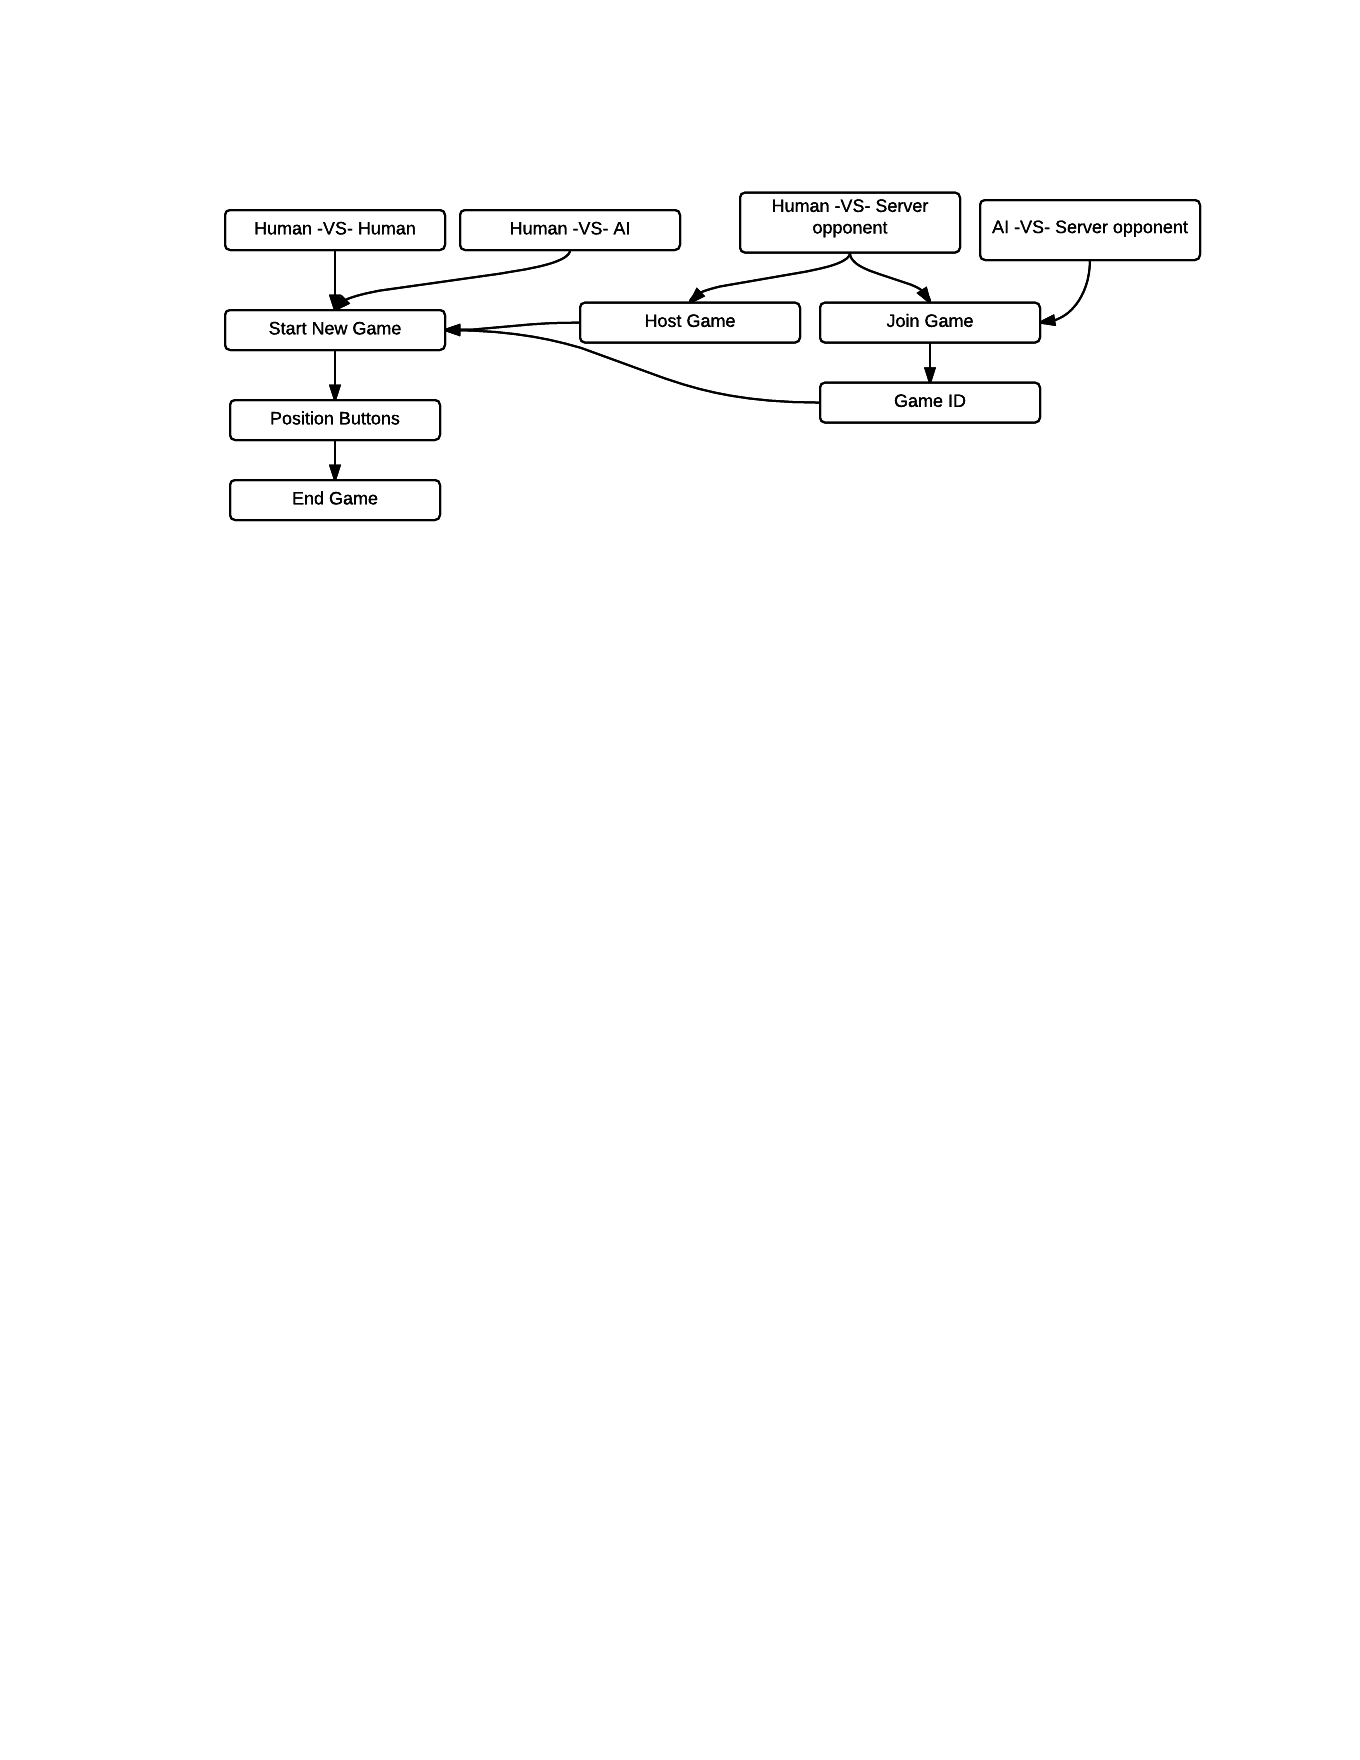 Human -VS- Human
Human -VS- AI
Human -VS- Server
opponent
AI -VS- Server opponent
Start New Game
Host Game
Join Game
Position Buttons
Game ID
End Game